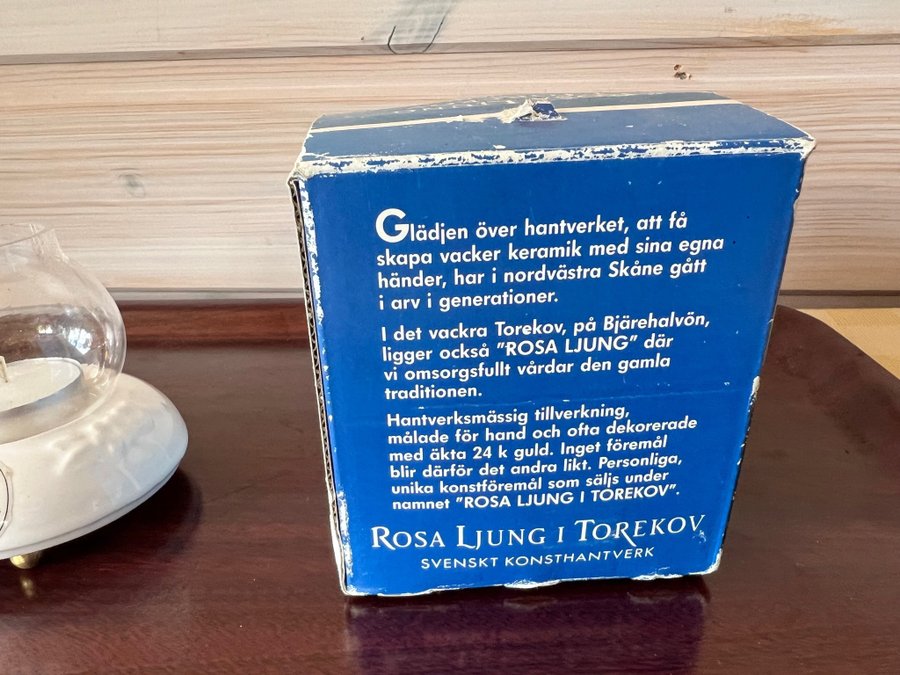 Glädjen över hantverket, att få
skapa vacker keramik med sina egna
händer, har i nordvästra Skåne gått
i arv i generationer.
I det vackra Torekov, på Bjärehalvön,
ligger också "ROSA LJUNG" där
vi omsorgsfullt vårdar den gamla
traditionen.
Hantverksmässig tillverkning,
målade för hand och ofta dekorerade
med äkta 24 k guld. Inget föremål
blir därför det andra likt. Personliga,
unika konstföremål som säljs under
namnet "ROSA LJUNG I TOREKOV".
ROSA LJUNG I TOREKOV
SVENSKT KONSTHANTVERK